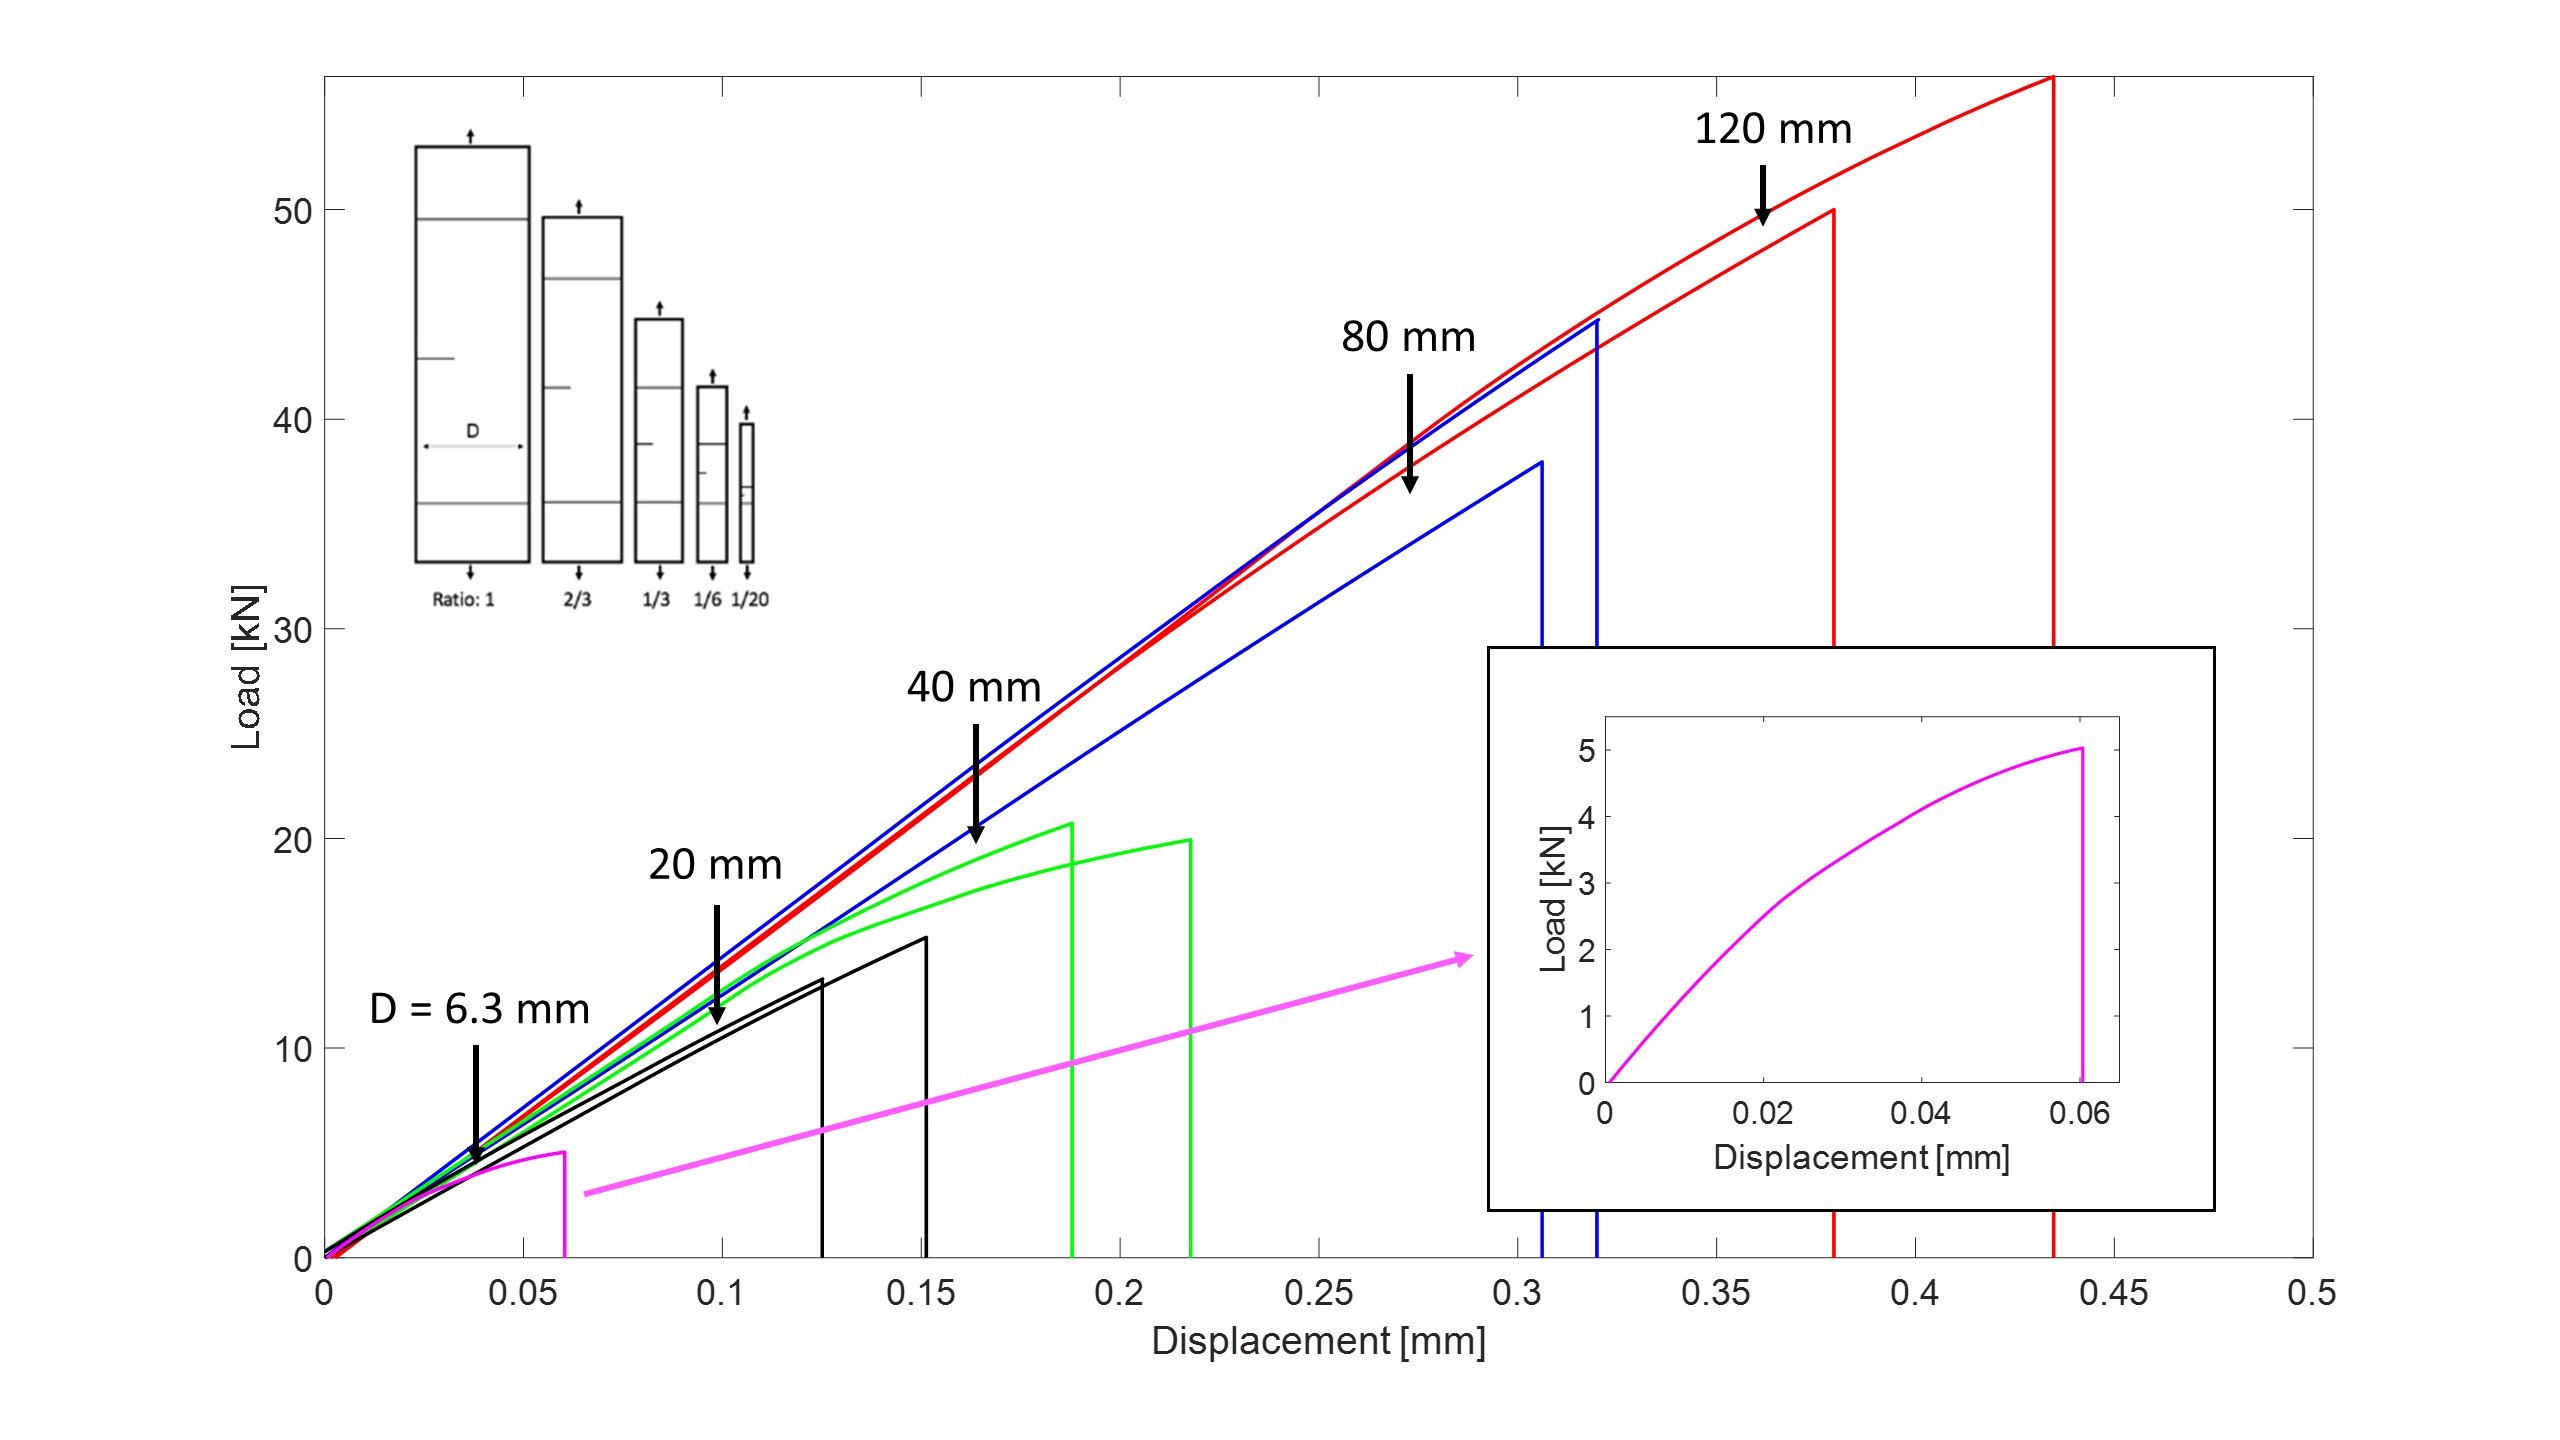 120 mm
80 mm
40 mm
20 mm
D = 6.3 mm
D
Ratio: 1 2/3 1/3 1/6 1/20
Load [kN]
50
40
30
20
10
0
0 0.05 0.1 0.15 0.2 0.25 0.3 0.35 0.4 0.45 0.5
Displacement [mm]
Load [kN]
5
4
3
2
1
0
0 0.02 0.04 0.06
Displacement [mm]